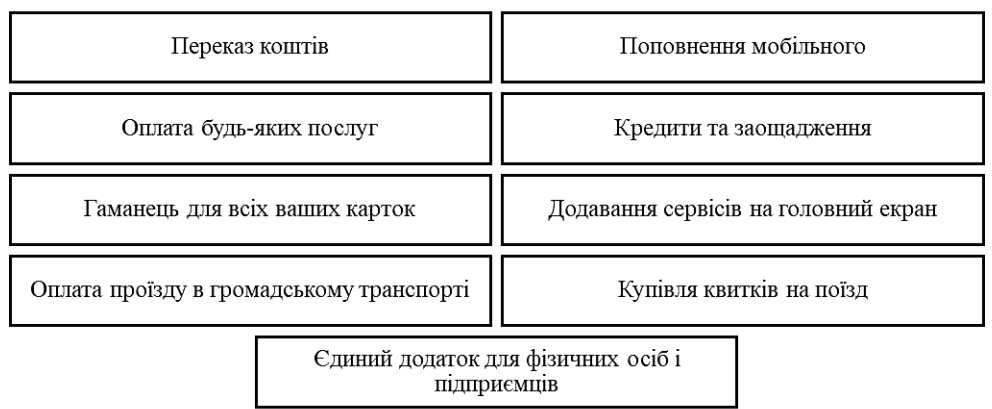 Переказ коштів
Поповнення мобільного
Оплата будь-яких послуг
Кредити та заощадження
Гаманець для всіх ваших карток
Додавання сервісів на головний екран
Оплата проїзду в громадському транспорті
Купівля квитків на поїзд
Єдиний додаток для фізичних осіб і
підприємців